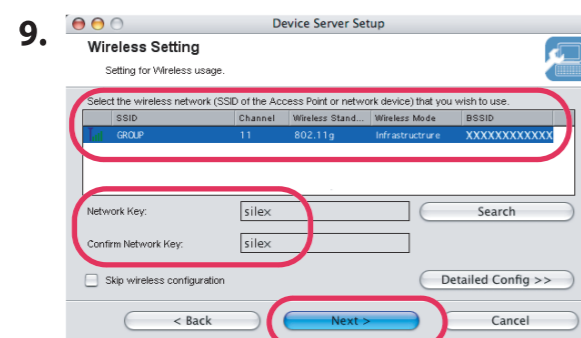 9.
Device Server Setup
Wireless Setting
Setting for Wireless usage.
Select the wireless network (SSID of the Access Point or network device) that you wish to use.
SSID Channel Wireless Stand... Wireless Mode BSSID
GROUP 11 802.11g Infrastructrure XXXXXXXXXXXX
Network Key: silex Search
Confirm Network Key: silex
Skip wireless configuration Detailed Config >>
< Back Next > Cancel